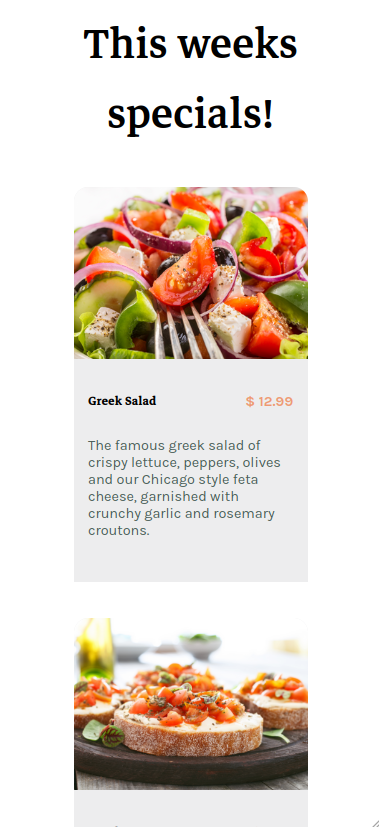 This weeks
specials!
Greek Salad
$ 12.99
The famous greek salad of
crispy lettuce, peppers, olives
and our Chicago style feta
cheese, garnished with
crunchy garlic and rosemary
croutons.